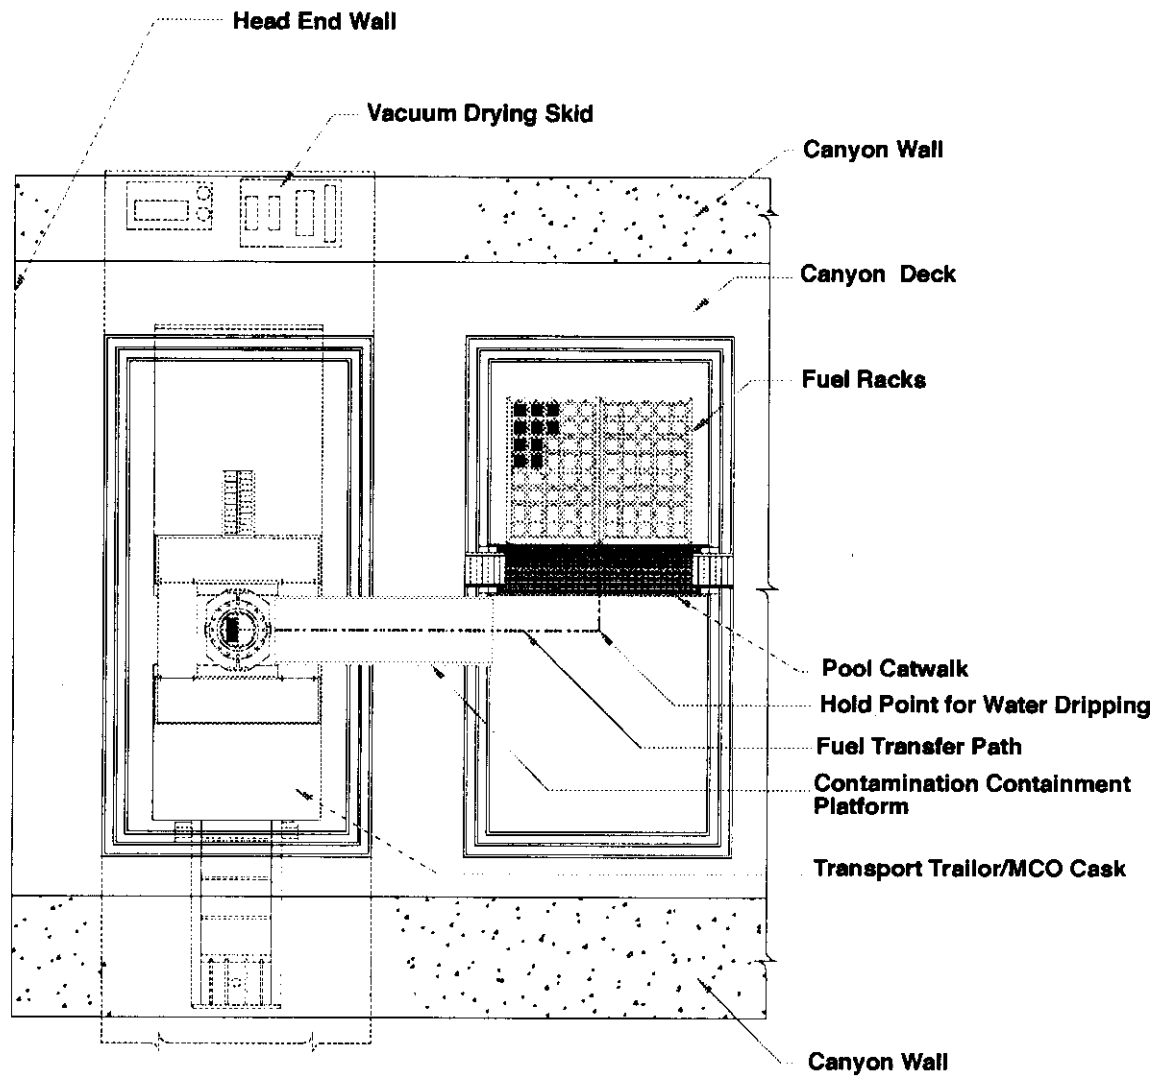 Head End Wall
Vacuum Drying Skid
Canyon Wall
Canyon Deck
Fuel Racks
Pool Catwalk
Hold Point for Water Dripping
Fuel Transfer Path
Contamination Containment
Platform
Transport Trailor/MCO Cask
Canyon Wall